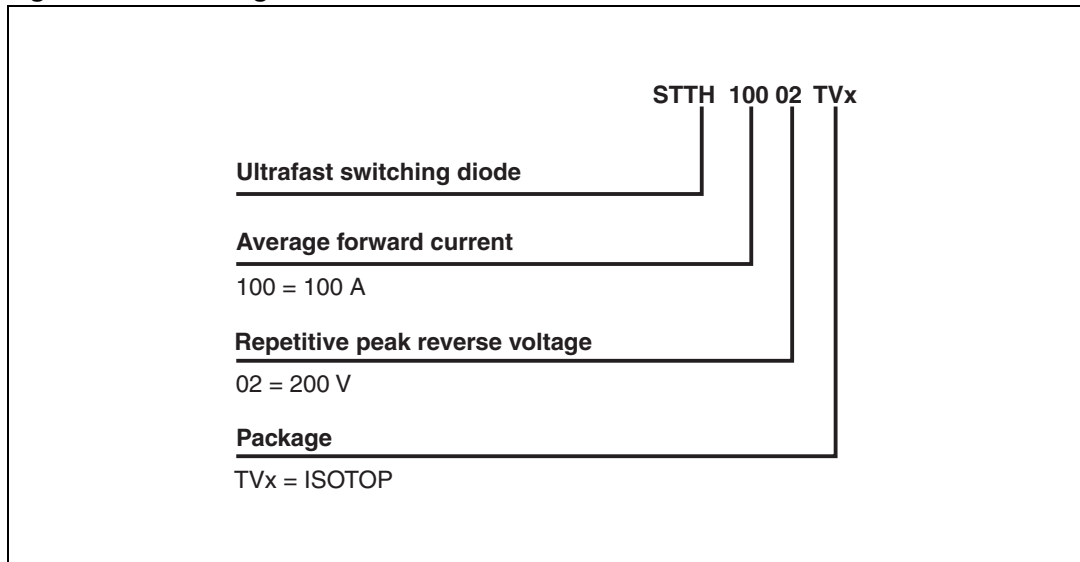 STTH 100 02 TVx
Ultrafast switching diode
Average forward current
100 = 100 A
Repetitive peak reverse voltage
02 = 200 V
Package
TVx = ISOTOP